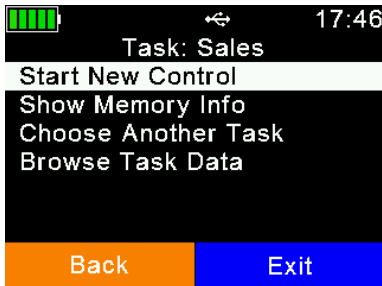 17:46
Task: Sales
Start New Control
Show Memory Info
Choose Another Task
Browse Task Data
Back Exit